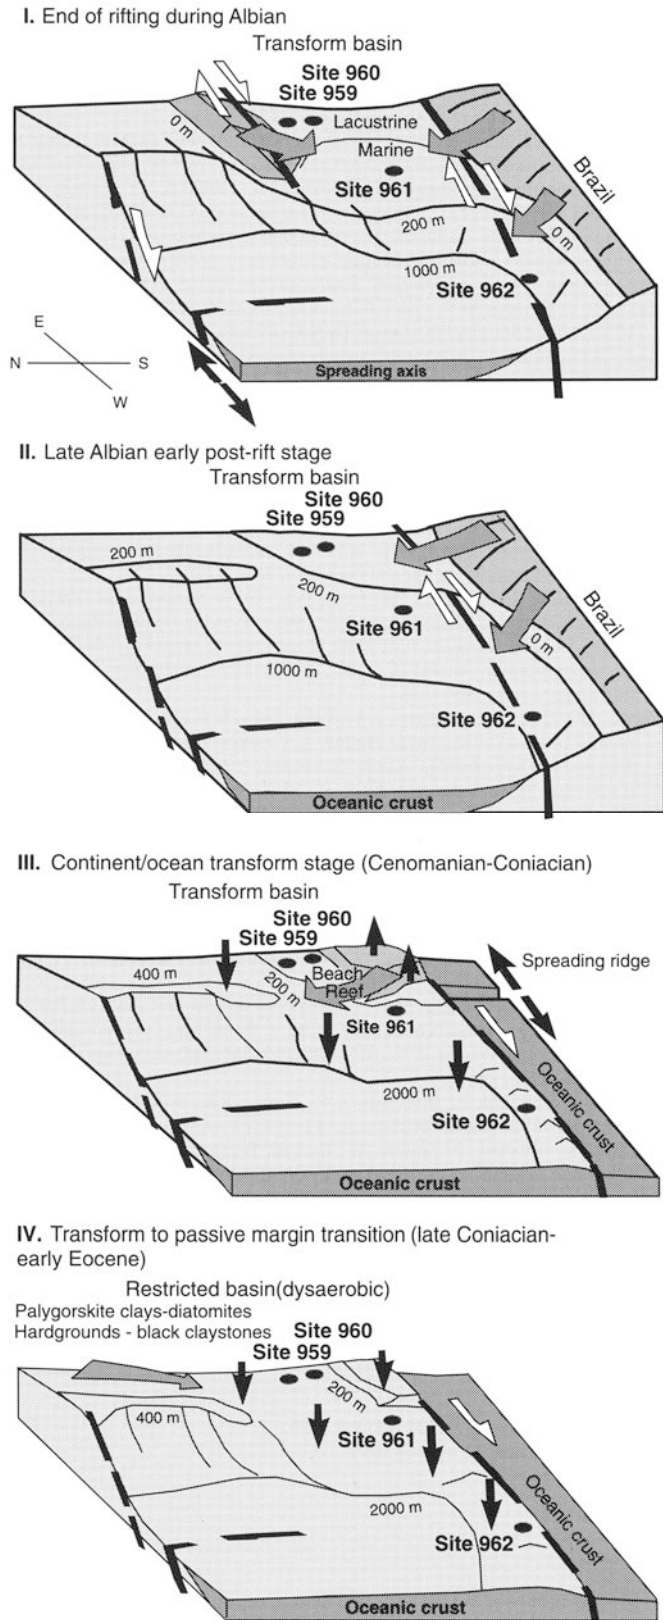 I. End of rifting during Albian
Transform basin
Site 960
Site 959
Lacustrine
0 m
Marine
Brazil
Site 961
200 m
0 m
1000 m
Site 962
E
N
S
W
Spreading axis
II. Late Albian early post-rift stage
Transform basin
Site 960
Site 959
200 m
200 m
Brazil
Site 961
0 m
1000 m
Site 962
Oceanic crust
III. Continent/ocean transform stage (Cenomanian-Coniacian)
Transform basin
Site 960
Site 959
Spreading ridge
400 m
200 m
Beach
Reef
Site 961
2000 m
Oceanic crust
Site 962
Oceanic crust
IV. Transform to passive margin transition (late Coniacian-
early Eocene)
Restricted basin(dysaerobic)
Palygorskite clays-diatomites
Hardgrounds - black claystones
Site 960
Site 959
200 m
400 m
Site 961
2000 m
Oceanic crust
Site 962
Oceanic crust